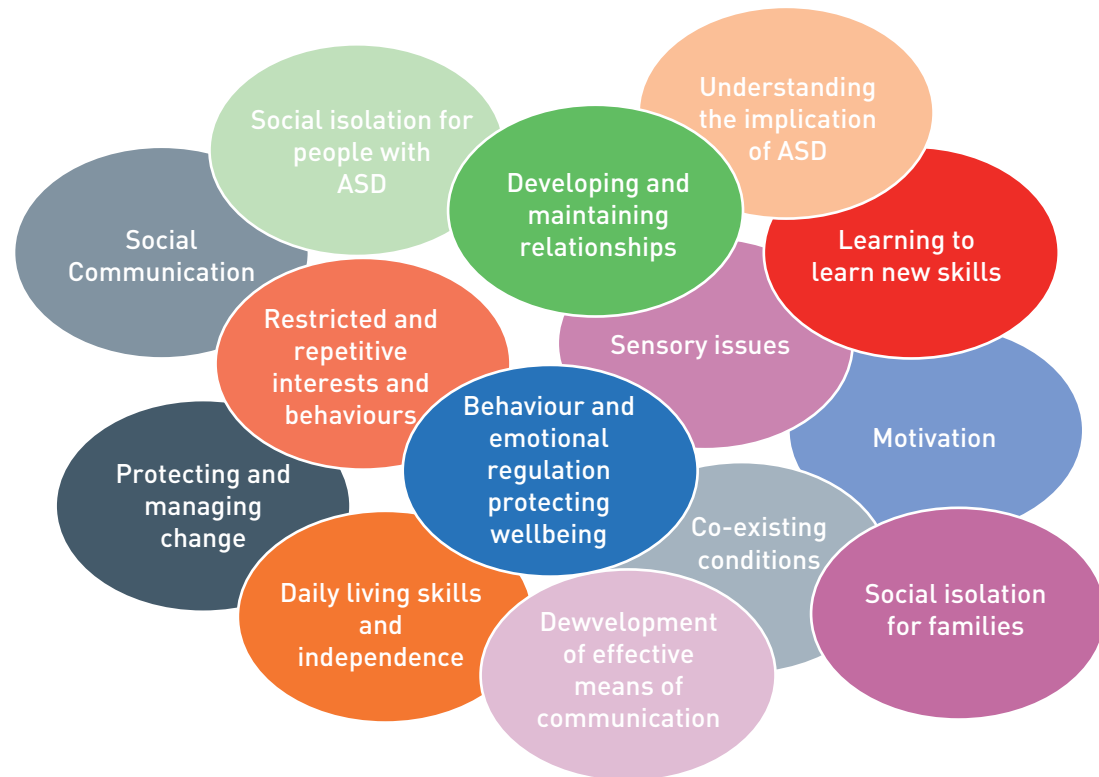 Social isolation for
people with
ASD
Understanding
the implication
of ASD
Developing and
maintaining
relationships
Social
Communication
Learning to
learn new skills
Restricted and
repetitive
interests and
behaviours
Sensory issues
Behaviour and
emotional
regulation
protecting
wellbeing
Motivation
Protecting and
managing
change
Co-existing
conditions
Daily living skills
and
independence
Dewvelopment
of effective
means of
communication
Social isolation
for families